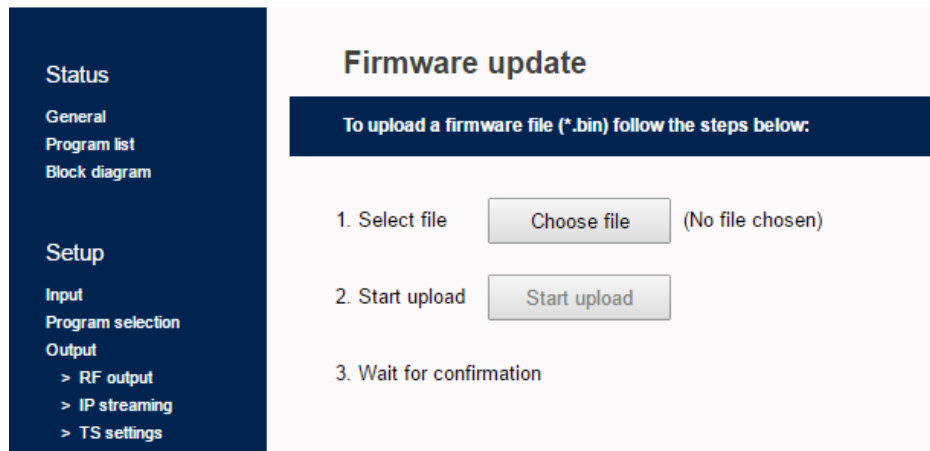 Status
General
Program list
Block diagram
Setup
Input
Program selection
Output
> RF output
> IP streaming
> TS settings
Firmware update
To upload a firmware file (*.bin) follow the steps below:
1. Select file Choose file (No file chosen)
2. Start upload Start upload
3. Wait for confirmation